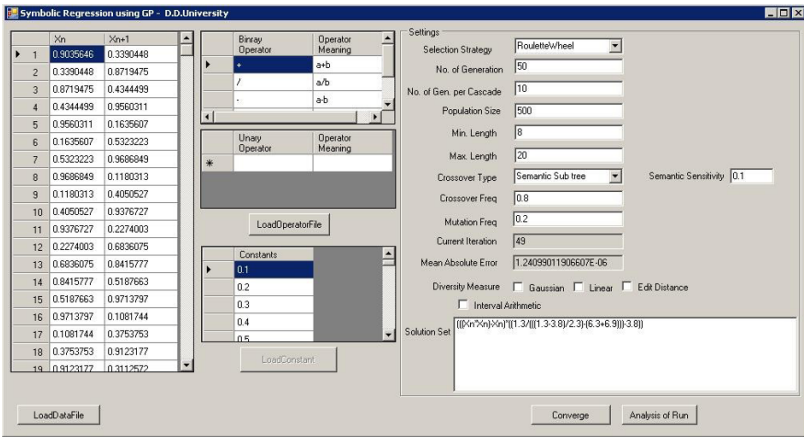 Symbolic Regression using GP - D.D.University
Xn Xn+1
1 0.9035646 0.3390448
2 0.3390448 0.8719475
3 0.8719475 0.4344499
4 0.4344499 0.9560311
5 0.9560311 0.1635607
6 0.1635607 0.5323223
7 0.5323223 0.9686849
8 0.9686849 0.1180313
9 0.1180313 0.4050527
10 0.4050527 0.9376727
11 0.9376727 0.2274003
12 0.2274003 0.6836075
13 0.6836075 0.8415777
14 0.8415777 0.5187663
15 0.5187663 0.9713797
16 0.9713797 0.1081744
17 0.1081744 0.3753753
18 0.3753753 0.9123177
19 0.9123177 0.3112572
LoadDataFile
Binray Operator Operator Meaning
+ a+b
/ a/b
- a-b
Unary Operator Operator Meaning
*
LoadOperatorFile
Constants
0.1
0.2
0.3
0.4
0.5
LoadConstant
Settings
Selection Strategy RouletteWheel
No. of Generation 50
No. of Gen. per Cascade 10
Population Size 500
Min. Length 8
Max. Length 20
Crossover Type Semantic Sub tree Semantic Sensitivity 0.1
Crossover Freq 0.8
Mutation Freq 0.2
Current Iteration 49
Mean Absolute Error 1.24099011906607E-06
Diversity Measure Gaussian Linear Edit Distance
Interval Arithmetic
Solution Set (((Xn*Xn)-Xn)*((1.3/(((1.3-3.8)/2.3)-(6.3+6.9)))-3.8))
Converge Analysis of Run